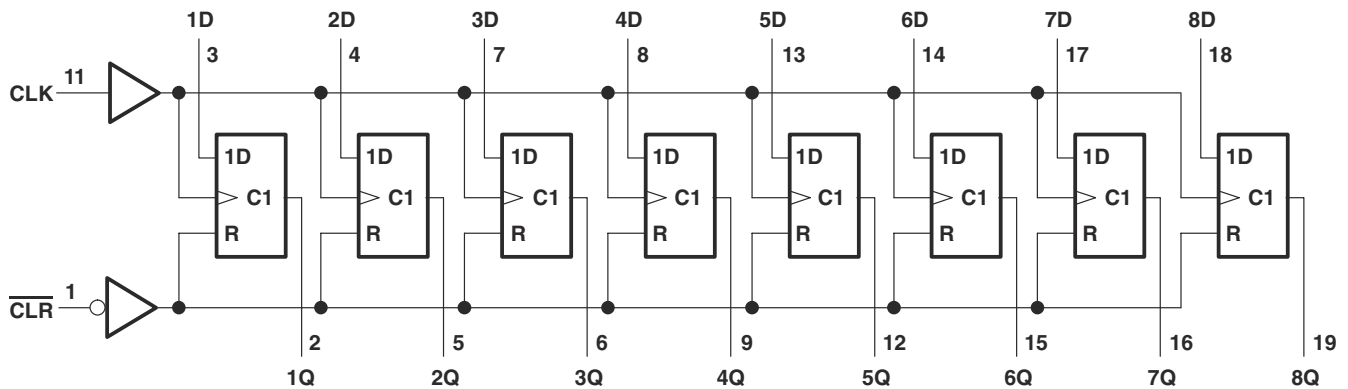 1D 2D 3D 4D 5D 6D 7D 8D
3 4 7 8 13 14 17 18
CLK 11
1D 1D 1D 1D 1D 1D 1D 1D
C1 C1 C1 C1 C1 C1 C1 C1
R R R R R R R R
C̅L̅R̅ 1
2 5 6 9 12 15 16 19
1Q 2Q 3Q 4Q 5Q 6Q 7Q 8Q